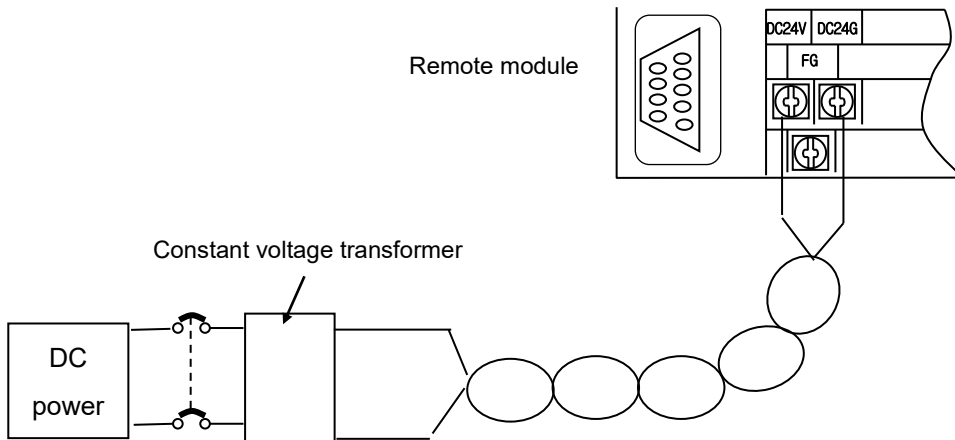 DC24V DC24G
FG
Remote module
Constant voltage transformer
DC
power